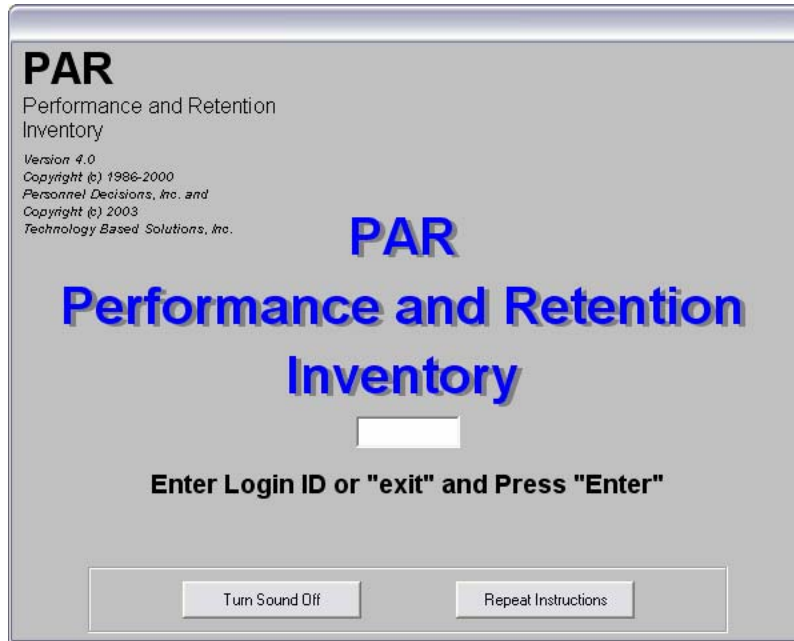 PAR
Performance and Retention
Inventory
Version 4.0
Copyright (c) 1986-2000
Personnel Decisions, Inc. and
Copyright (c) 2003
Technology Based Solutions, Inc.
PAR
Performance and Retention
Inventory
Enter Login ID or "exit" and Press "Enter"
Turn Sound Off
Repeat Instructions